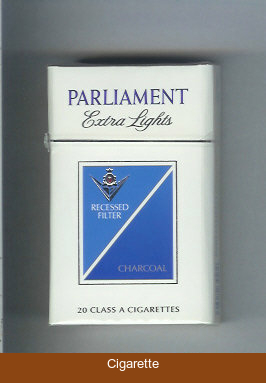 PARLIAMENT
Extra Lights
RECESSED
FILTER
CHARCOAL
20 CLASS A CIGARETTES
Cigarette